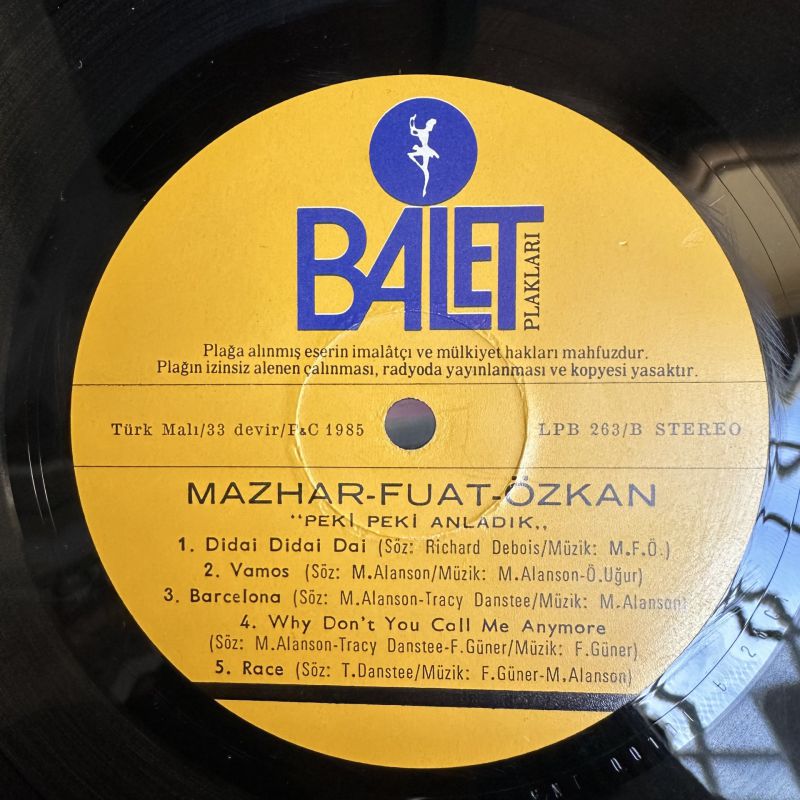 BALET
PLAKLARI
Plağa alınmış eserin imalâtçı ve mülkiyet hakları mahfuzdur.
Plağın izinsiz alenen çalınması, radyoda yayınlanması ve kopyesi yasaktır.
Türk Malı/33 devir/P&C 1985
LPB 263/B STEREO
MAZHAR-FUAT-ÖZKAN
"PEKİ PEKİ ANLADIK,,
1. Didai Didai Dai (Söz: Richard Debois/Müzik: M.F.Ö.)
2. Vamos (Söz: M.Alanson/Müzik: M.Alanson-Ö.Uğur)
3. Barcelona (Söz: M.Alanson-Tracy Danstee/Müzik: M.Alanson)
4. Why Don't You Call Me Anymore
(Söz: M.Alanson-Tracy Danstee-F.Güner/Müzik: F.Güner)
5. Race (Söz: T.Danstee/Müzik: F.Güner-M.Alanson)